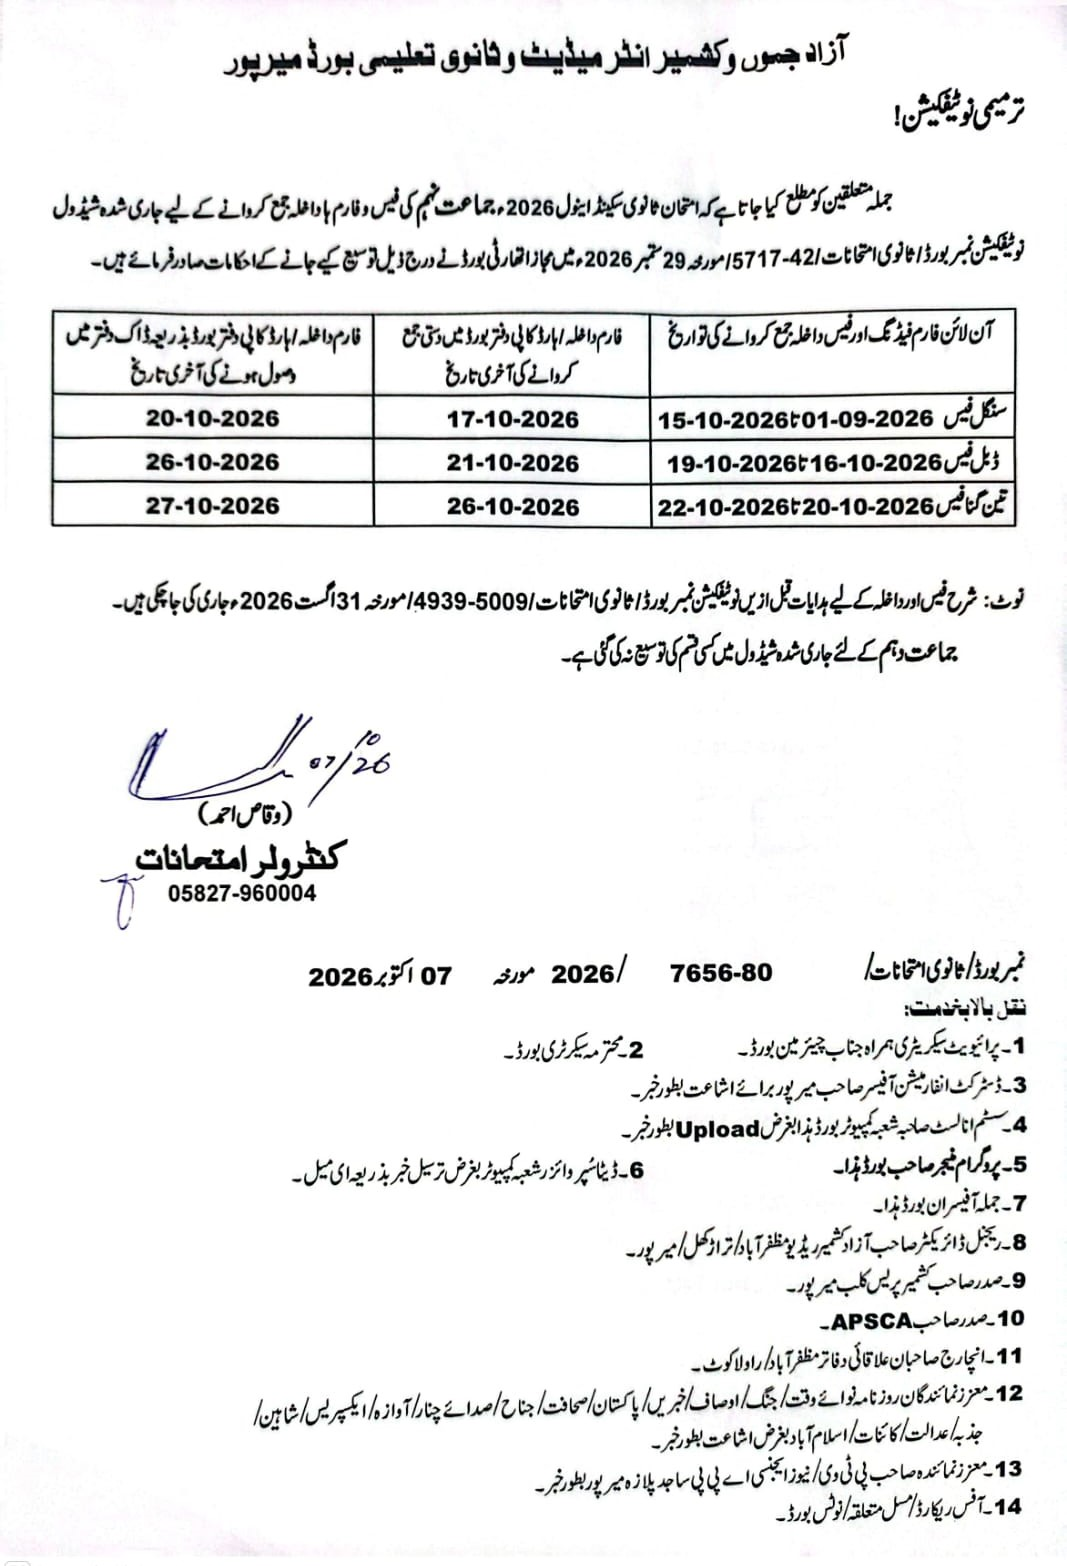 آزاد جموں و کشمیر انٹر میڈیٹ و ثانوی تعلیمی بورڈ میرپور
ترمیمی نوٹیفکیشن!
جملہ متعلقین کو مطلع کیا جاتا ہے کہ امتحان ثانوی سیکنڈ اینول 2026ء جماعت نہم کی فیس و فارم ہا داخلہ جمع کروانے کے لیے جاری شدہ شیڈول
نوٹیفکیشن نمبر بورڈ/ثانوی امتحانات/42-5717/مورخہ 29 ستمبر 2026ء میں مجاز اتھارٹی بورڈ نے درج ذیل توسیع کیے جانے کے احکامات صادر فرمائے ہیں۔
آن لائن فارم فیڈنگ اور فیس داخلہ جمع کروانے کی تواریخ | فارم داخلہ/ہارڈ کاپی دفتر بورڈ میں دستی جمع کروانے کی آخری تاریخ | فارم داخلہ/ہارڈ کاپی دفتر بورڈ بذریعہ ڈاک دفتر میں وصول ہونے کی آخری تاریخ
سنگل فیس 01-09-2026 تا 15-10-2026 | 17-10-2026 | 20-10-2026
ڈبل فیس 16-10-2026 تا 19-10-2026 | 21-10-2026 | 26-10-2026
تین گنا فیس 20-10-2026 تا 22-10-2026 | 26-10-2026 | 27-10-2026
نوٹ: شرح فیس اور داخلہ کے لیے ہدایات قبل ازیں نوٹیفکیشن نمبر بورڈ/ثانوی امتحانات/4939-5009/مورخہ 31 اگست 2026ء جاری کی جا چکی ہیں۔
جماعت دہم کے لئے جاری شدہ شیڈول میں کسی قسم کی توسیع نہ کی گئی ہے۔
07/10/26
(وقاص احمد)
کنٹرولر امتحانات
05827-960004
نمبر بورڈ/ثانوی امتحانات/ 7656-80 /2026 مورخہ 07 اکتوبر 2026
نقل بالا بخدمت:
1۔ پرائیویٹ سیکریٹری ہمراہ جناب چیئرمین بورڈ۔ 2۔ محترمہ سیکرٹری بورڈ۔
3۔ ڈسٹرکٹ انفارمیشن آفیسر صاحب میرپور برائے اشاعت بطور خبر۔
4۔ سسٹم انالسٹ صاحبہ شعبہ کمپیوٹر بورڈ ہذا بغرض Upload بطور خبر۔
5۔ پروگرام منیجر صاحب بورڈ ہذا۔ 6۔ ڈیٹا سپروائزر شعبہ کمپیوٹر بغرض ترسیل خبر بذریعہ ای میل۔
7۔ جملہ آفیسران بورڈ ہذا۔
8۔ ریجنل ڈائریکٹر صاحب آزاد کشمیر ریڈیو مظفرآباد/تراڑکھل/میرپور۔
9۔ صدر صاحب کشمیر پریس کلب میرپور۔
10۔ صدر صاحب APSCA۔
11۔ انچارج صاحبان علاقائی دفاتر مظفرآباد/راولاکوٹ۔
12۔ معزز نمائندگان روزنامہ نوائے وقت/جنگ/اوصاف/خبریں/پاکستان/صحافت/جناح/صدائے چنار/آوازہ/ایکسپریس/شاہین/
جذبہ/عدالت/کائنات/اسلام آباد بغرض اشاعت بطور خبر۔
13۔ معزز نمائندہ صاحب پی ٹی وی/نیوز ایجنسی اے پی پی ساجد پلازہ میرپور بطور خبر۔
14۔ آفس ریکارڈ/مسل متعلقہ/نوٹس بورڈ۔